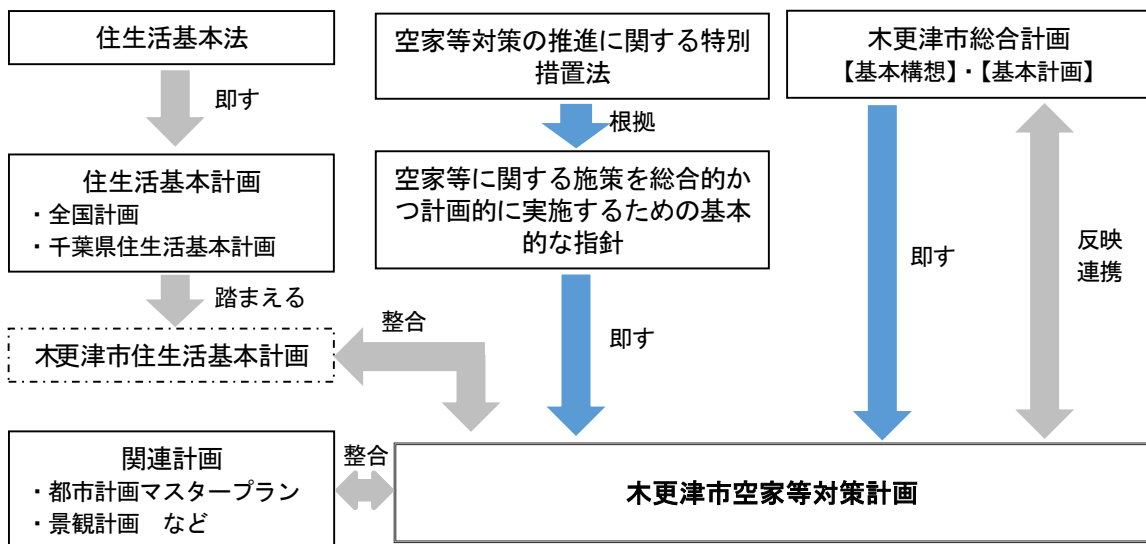 住生活基本法
即す
住生活基本計画
・全国計画
・千葉県住生活基本計画
踏まえる
木更津市住生活基本計画
整合
関連計画
・都市計画マスタープラン
・景観計画　など
整合
空家等対策の推進に関する特別
措置法
根拠
空家等に関する施策を総合的か
つ計画的に実施するための基本
的な指針
即す
木更津市総合計画
【基本構想】・【基本計画】
即す
反映
連携
木更津市空家等対策計画